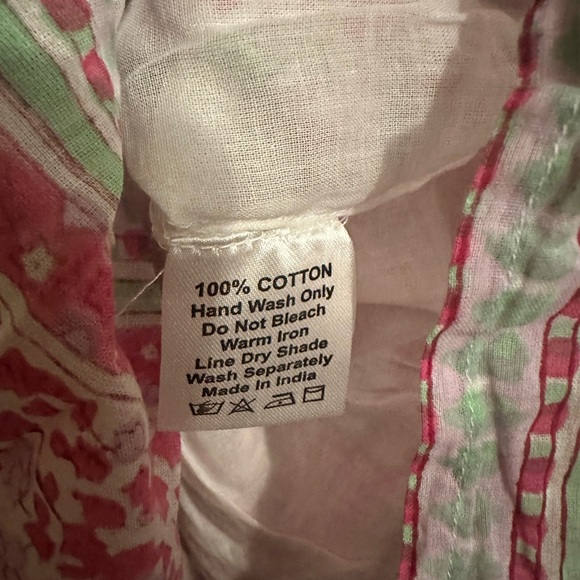 100% COTTON
Hand Wash Only
Do Not Bleach
Warm Iron
Line Dry Shade
Wash Separately
Made In India